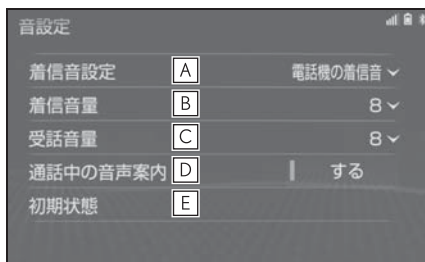 音設定
着信音設定 A 電話機の着信音
着信音量 B 8
受話音量 C 8
通話中の音声案内 D する
初期状態 E